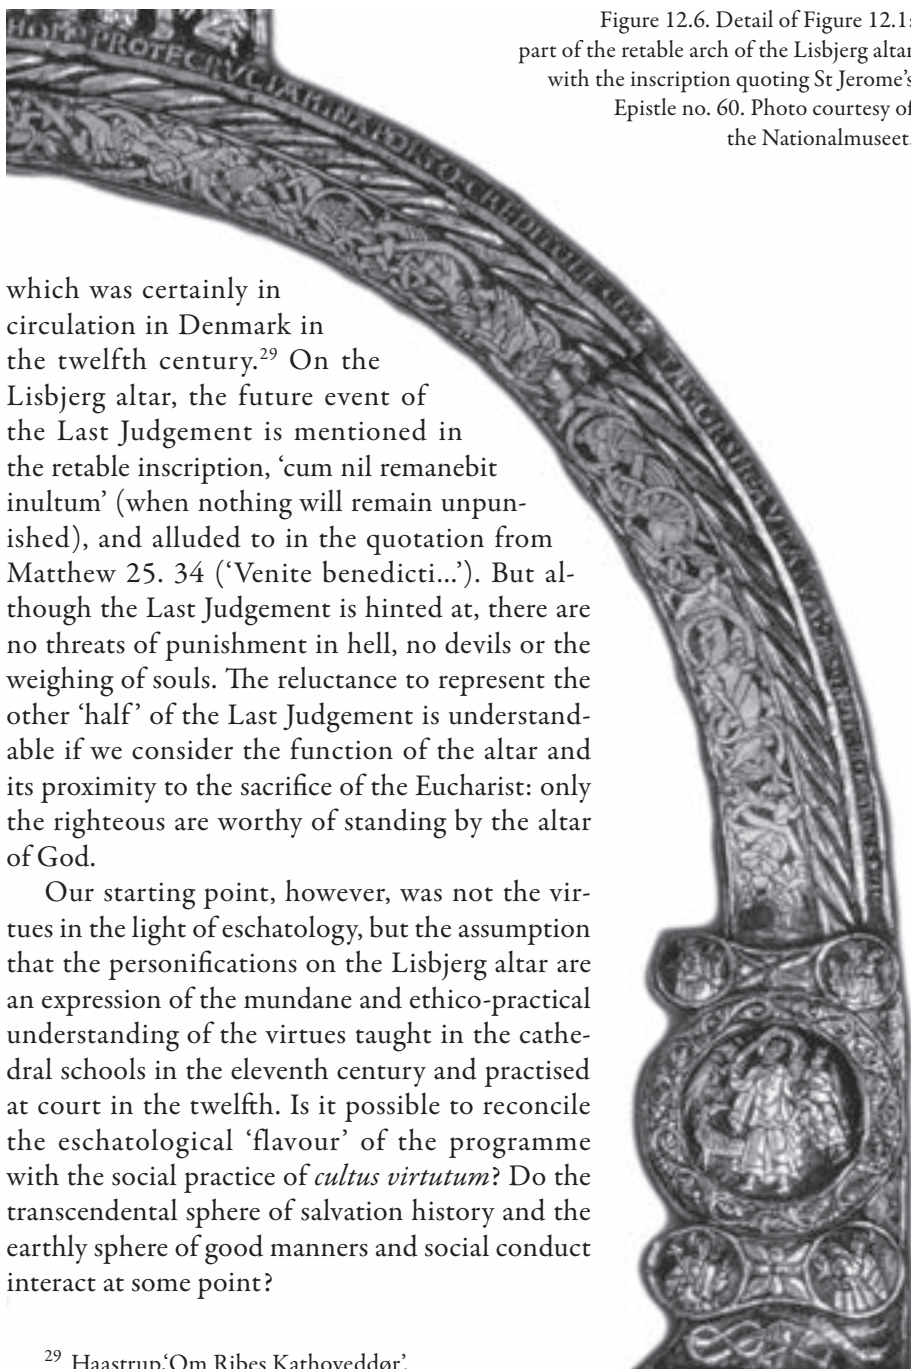 Figure 12.6. Detail of Figure 12.1:
part of the retable arch of the Lisbjerg altar
with the inscription quoting St Jerome’s
Epistle no. 60. Photo courtesy of
the Nationalmuseet.
PROTECRVCIAMINAPORTO
which was certainly in
circulation in Denmark in
the twelfth century.²⁹ On the
Lisbjerg altar, the future event of
the Last Judgement is mentioned in
the retable inscription, ‘cum nil remanebit
inultum’ (when nothing will remain unpun-
ished), and alluded to in the quotation from
Matthew 25. 34 (‘Venite benedicti...’). But al-
though the Last Judgement is hinted at, there are
no threats of punishment in hell, no devils or the
weighing of souls. The reluctance to represent the
other ‘half’ of the Last Judgement is understand-
able if we consider the function of the altar and
its proximity to the sacrifice of the Eucharist: only
the righteous are worthy of standing by the altar
of God.
Our starting point, however, was not the vir-
tues in the light of eschatology, but the assumption
that the personifications on the Lisbjerg altar are
an expression of the mundane and ethico-practical
understanding of the virtues taught in the cathe-
dral schools in the eleventh century and practised
at court in the twelfth. Is it possible to reconcile
the eschatological ‘flavour’ of the programme
with the social practice of cultus virtutum? Do the
transcendental sphere of salvation history and the
earthly sphere of good manners and social conduct
interact at some point?
²⁹ Haastrup,‘Om Ribes Kathoveddør’.